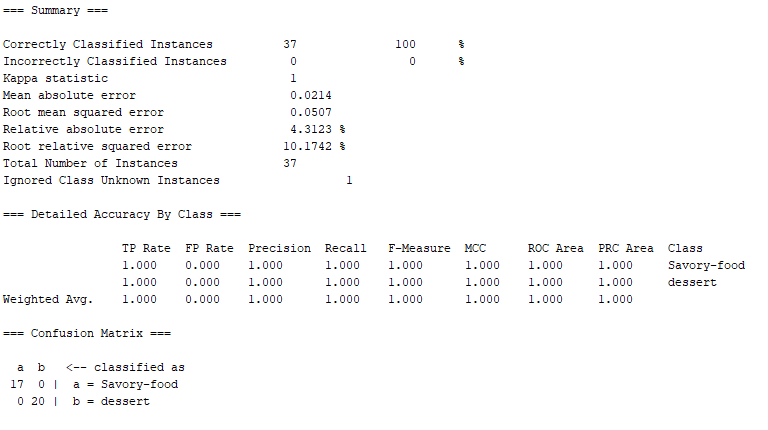 === Summary ===
Correctly Classified Instances 37 100 %
Incorrectly Classified Instances 0 0 %
Kappa statistic 1
Mean absolute error 0.0214
Root mean squared error 0.0507
Relative absolute error 4.3123 %
Root relative squared error 10.1742 %
Total Number of Instances 37
Ignored Class Unknown Instances 1
=== Detailed Accuracy By Class ===
TP Rate FP Rate Precision Recall F-Measure MCC ROC Area PRC Area Class
1.000 0.000 1.000 1.000 1.000 1.000 1.000 1.000 Savory-food
1.000 0.000 1.000 1.000 1.000 1.000 1.000 1.000 dessert
Weighted Avg. 1.000 0.000 1.000 1.000 1.000 1.000 1.000 1.000
=== Confusion Matrix ===
a b <-- classified as
17 0 | a = Savory-food
0 20 | b = dessert